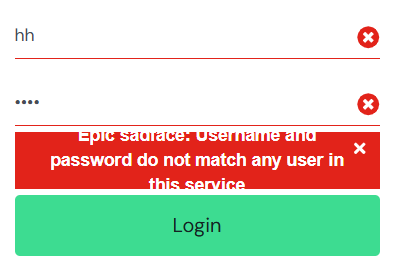 hh
••••
Epic sadface: Username and
password do not match any user in
this service
Login